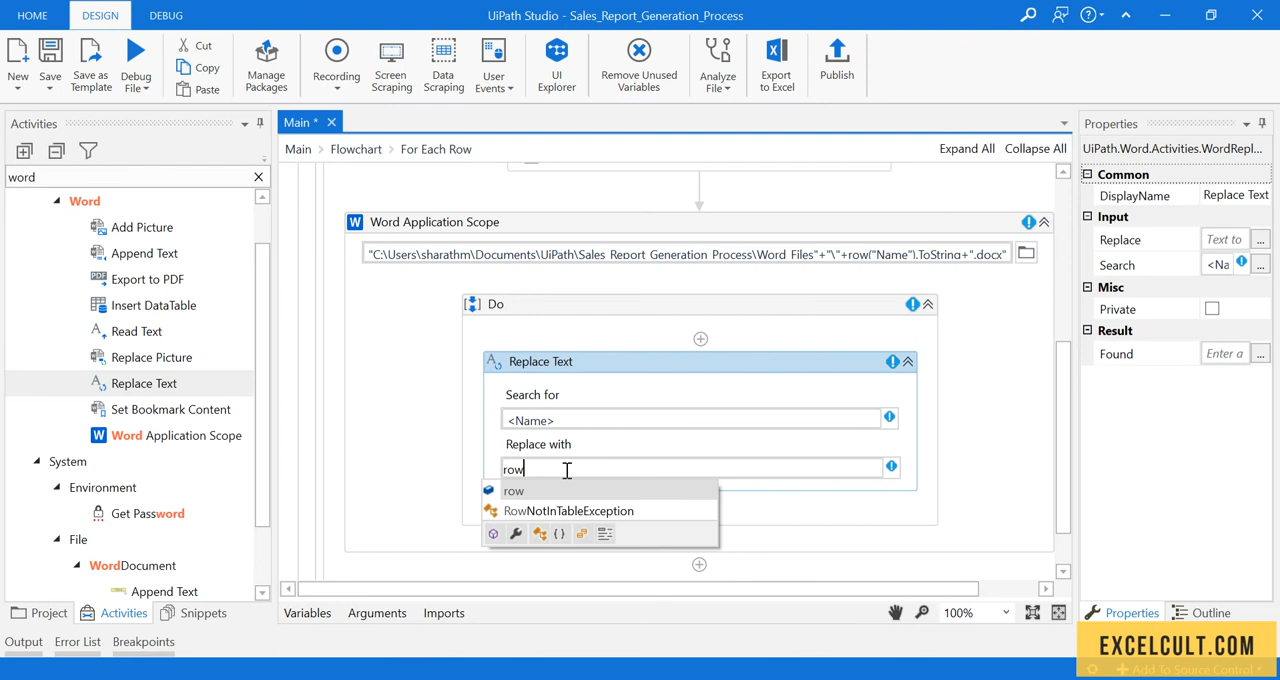 HOME
DESIGN
DEBUG
UiPath Studio - Sales_Report_Generation_Process
New
Save
Save as Template
Debug File
Cut
Copy
Paste
Manage Packages
Recording
Screen Scraping
Data Scraping
User Events
UI Explorer
Remove Unused Variables
Analyze File
Export to Excel
Publish
Activities
word
Word
Add Picture
Append Text
Export to PDF
Insert DataTable
Read Text
Replace Picture
Replace Text
Set Bookmark Content
Word Application Scope
System
Environment
Get Password
File
WordDocument
Append Text
Project
Activities
Snippets
Output
Error List
Breakpoints
Main *
Main > Flowchart > For Each Row
Expand All
Collapse All
Word Application Scope
"C:\Users\sharathm\Documents\UiPath\Sales_Report_Generation_Process\Word_Files"+"\"+row("Name").ToString+".docx"
Do
Replace Text
Search for
<Name>
Replace with
row
row
RowNotInTableException
Variables
Arguments
Imports
100%
Properties
UiPath.Word.Activities.WordRepl...
Common
DisplayName
Replace Text
Input
Replace
Text to
...
Search
<Na
...
Misc
Private
Result
Found
Enter a
...
Properties
Outline
EXCELCULT.COM
Add To Source Control